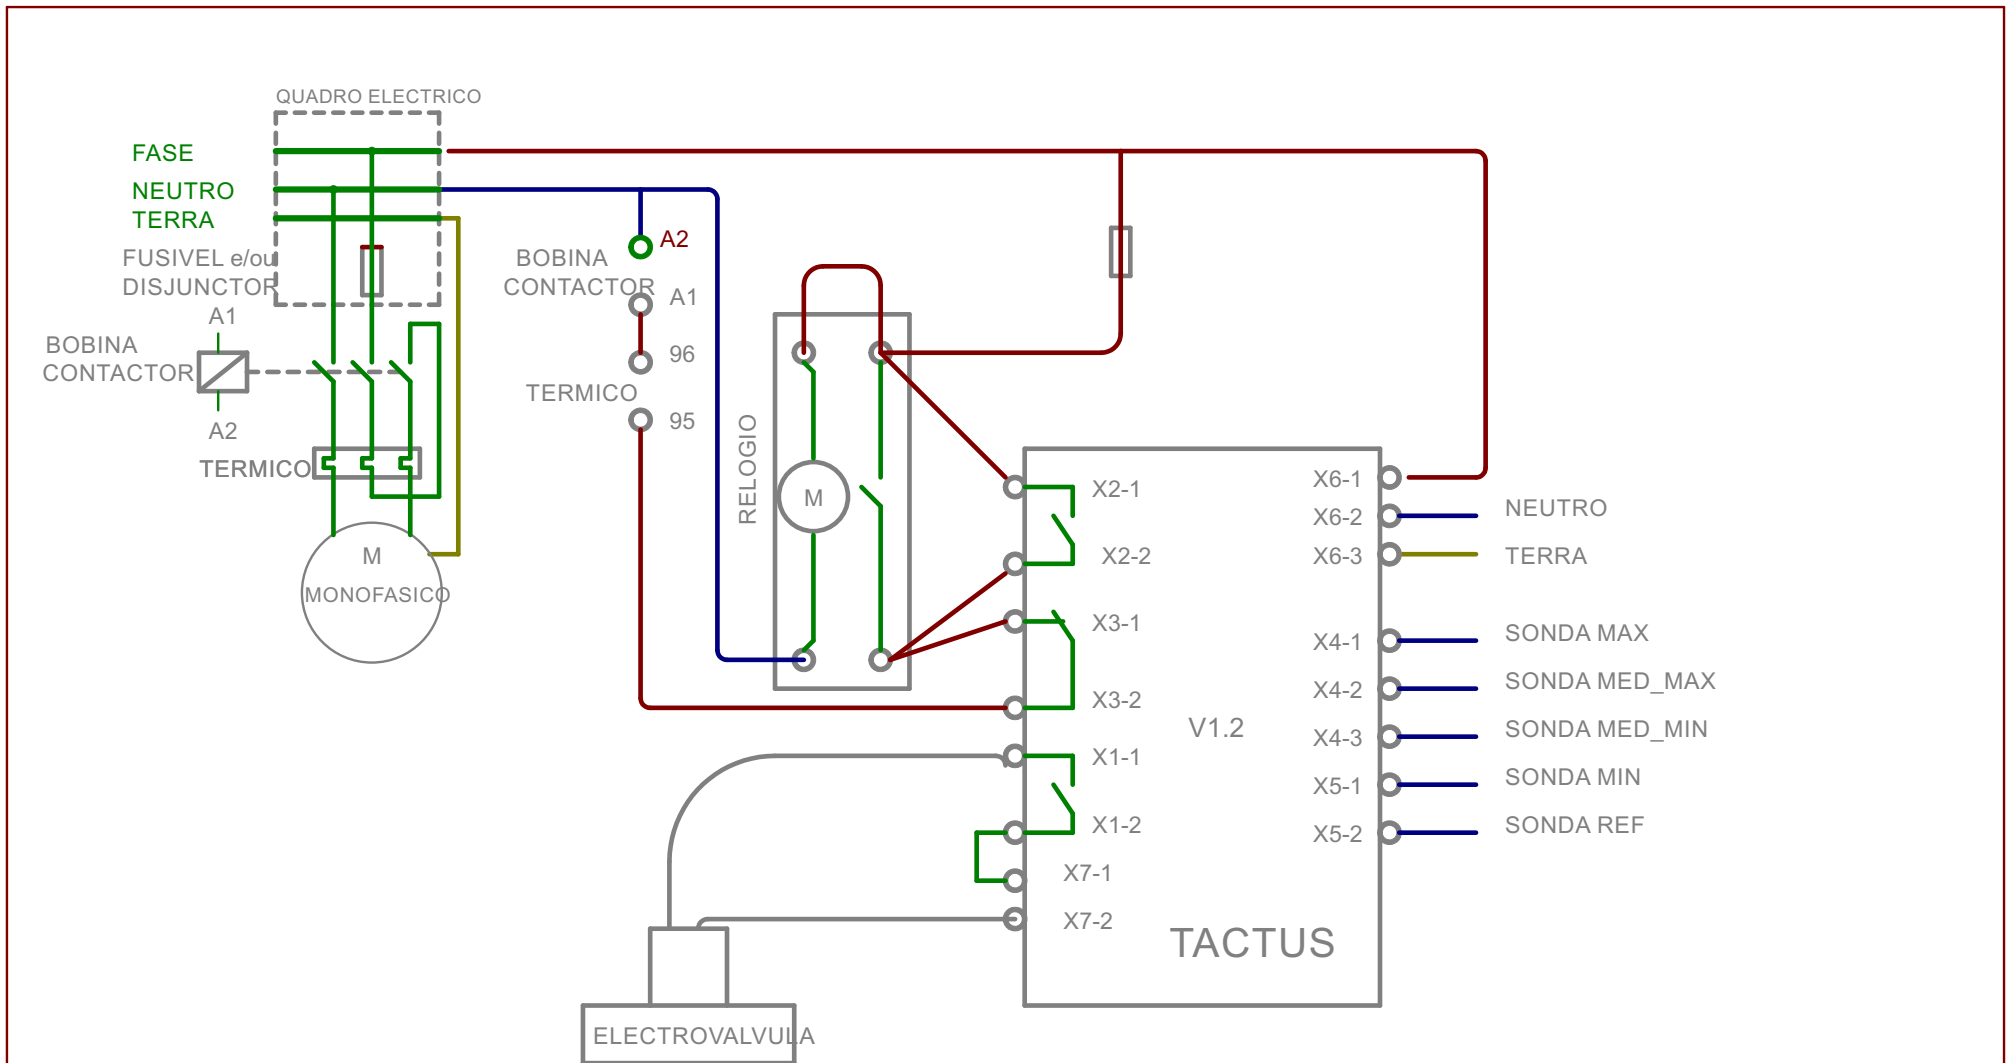 QUADRO ELECTRICO
FASE
NEUTRO
TERRA
FUSIVEL e/ou
DISJUNCTOR
A1
BOBINA
CONTACTOR
A2
TERMICO
M
MONOFASICO
A2
BOBINA
CONTACTOR
A1
96
TERMICO
95
RELOGIO
M
X2-1
X2-2
X3-1
X3-2
X1-1
X1-2
X7-1
X7-2
V1.2
TACTUS
X6-1
X6-2
X6-3
X4-1
X4-2
X4-3
X5-1
X5-2
NEUTRO
TERRA
SONDA MAX
SONDA MED_MAX
SONDA MED_MIN
SONDA MIN
SONDA REF
ELECTROVALVULA